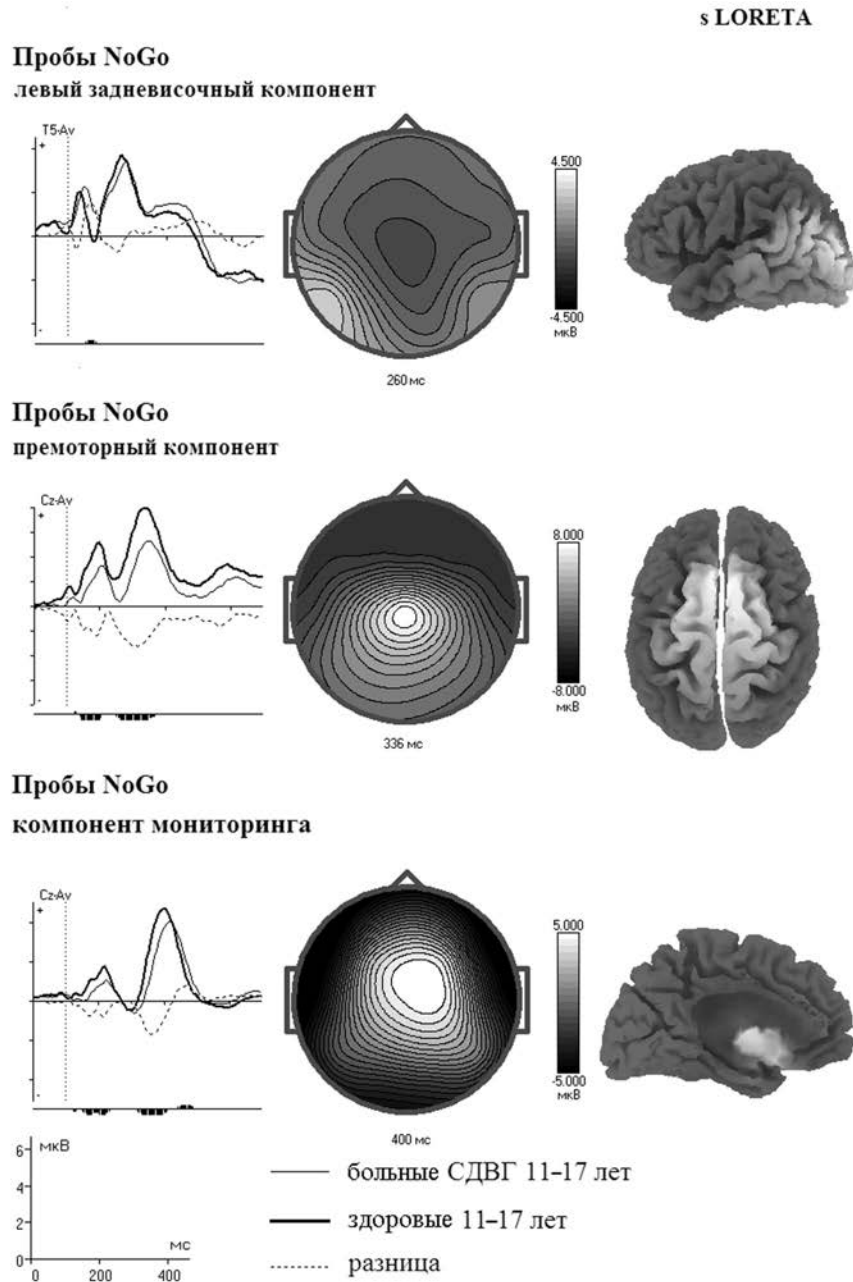 s LORETA
Пробы NoGo
левый задневисочный компонент
T5-Av
+
-
4.500
-4.500
мкВ
260 мс
Пробы NoGo
премоторный компонент
Cz-Av
+
-
8.000
-8.000
мкВ
336 мс
Пробы NoGo
компонент мониторинга
Cz-Av
+
-
5.000
-5.000
мкВ
400 мс
мкВ
6
4
2
0
0 200 400
мс
больные СДВГ 11–17 лет
здоровые 11–17 лет
разница